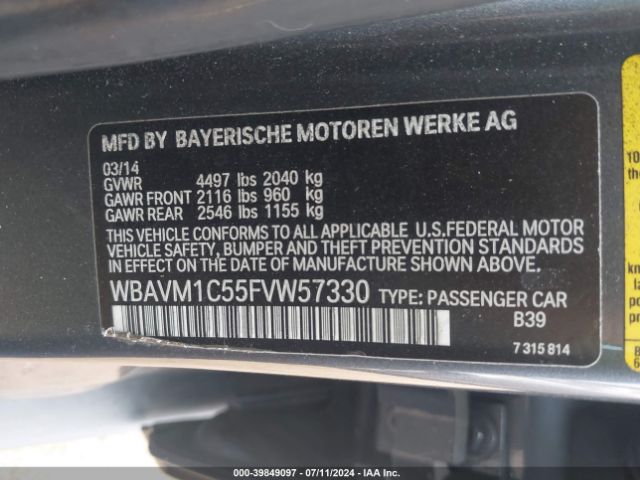 MFD BY BAYERISCHE MOTOREN WERKE AG
03/14
GVWR 4497 lbs 2040 kg
GAWR FRONT 2116 lbs 960 kg
GAWR REAR 2546 lbs 1155 kg
THIS VEHICLE CONFORMS TO ALL APPLICABLE U.S.FEDERAL MOTOR
VEHICLE SAFETY, BUMPER AND THEFT PREVENTION STANDARDS
IN EFFECT ON THE DATE OF MANUFACTURE SHOWN ABOVE.
WBAVM1C55FVW57330 TYPE: PASSENGER CAR
B39
7 315 814
000-39849097 - 07/11/2024 - IAA Inc.